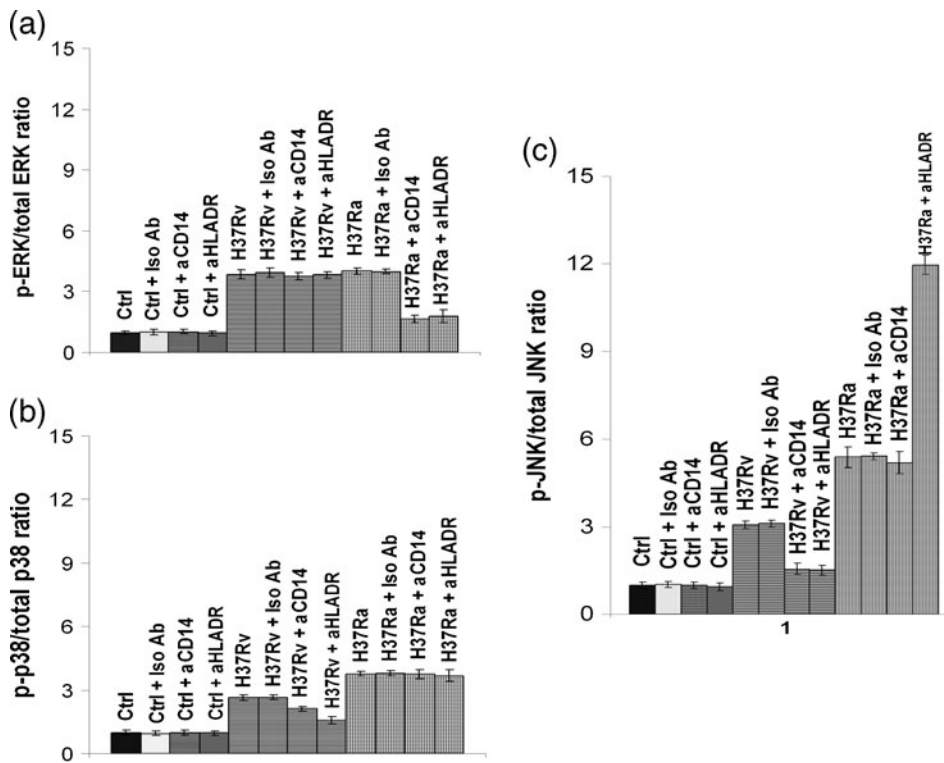 (a)
p-ERK/total ERK ratio
15
12
9
6
3
0
Ctrl
Ctrl + Iso Ab
Ctrl + aCD14
Ctrl + aHLADR
H37Rv
H37Rv + Iso Ab
H37Rv + aCD14
H37Rv + aHLADR
H37Ra
H37Ra + Iso Ab
H37Ra + aCD14
H37Ra + aHLADR
(b)
p-p38/total p38 ratio
15
12
9
6
3
0
Ctrl
Ctrl + Iso Ab
Ctrl + aCD14
Ctrl + aHLADR
H37Rv
H37Rv + Iso Ab
H37Rv + aCD14
H37Rv + aHLADR
H37Ra
H37Ra + Iso Ab
H37Ra + aCD14
H37Ra + aHLADR
(c)
p-JNK/total JNK ratio
15
12
9
6
3
0
Ctrl
Ctrl + Iso Ab
Ctrl + aCD14
Ctrl + aHLADR
H37Rv
H37Rv + Iso Ab
H37Rv + aCD14
H37Rv + aHLADR
H37Ra
H37Ra + Iso Ab
H37Ra + aCD14
H37Ra + aHLADR
1